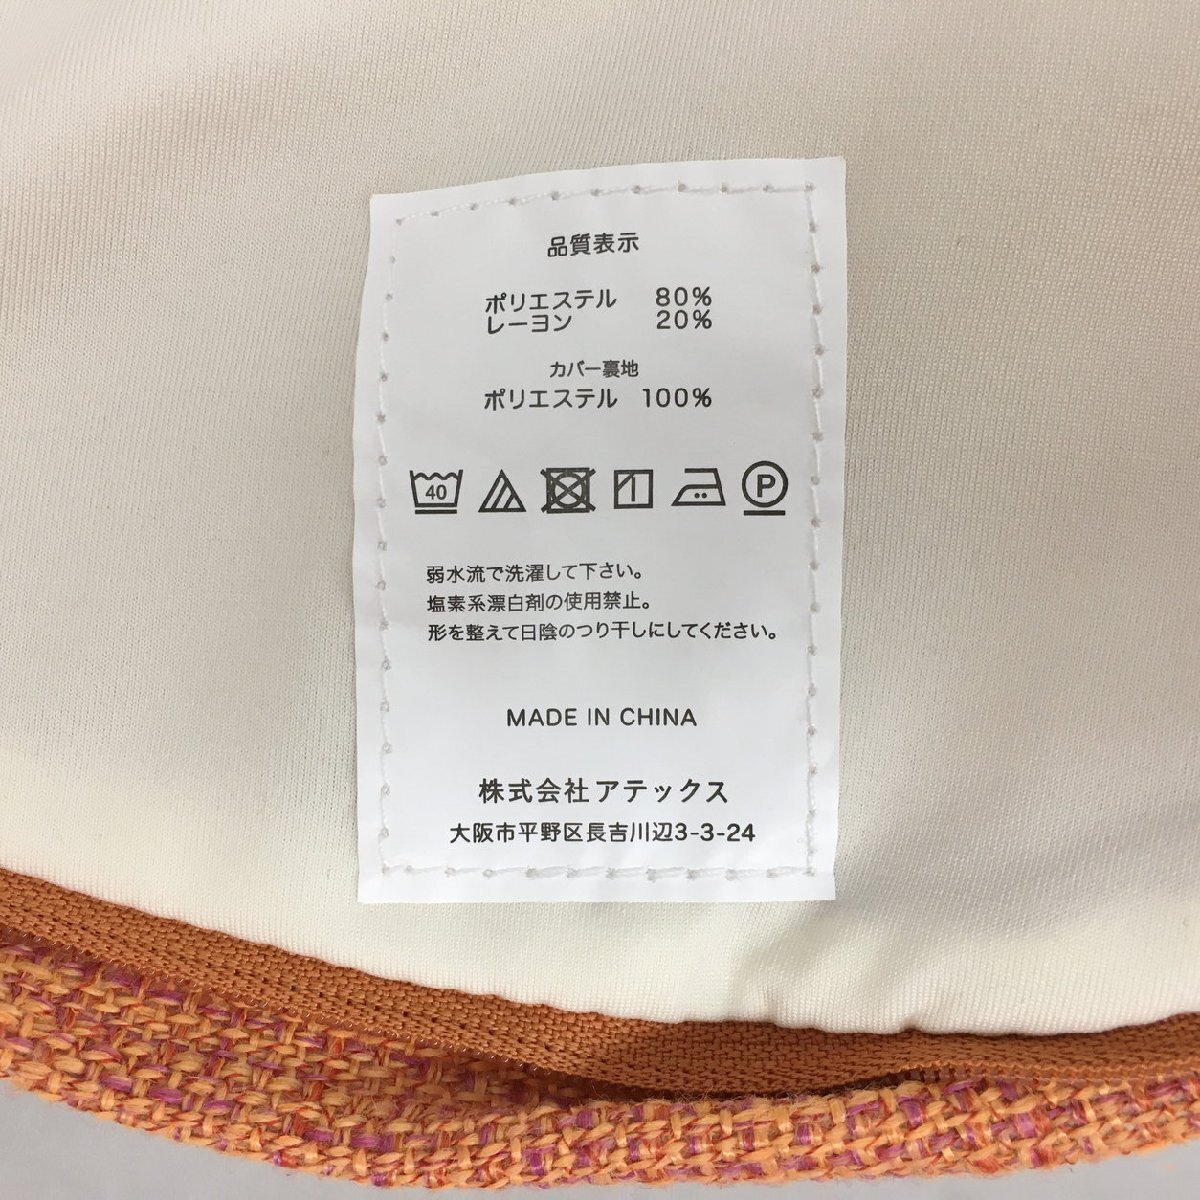 品質表示
ポリエステル 80%
レーヨン 20%
カバー裏地
ポリエステル 100%
40 P
弱水流で洗濯して下さい。
塩素系漂白剤の使用禁止。
形を整えて日陰のつり干しにしてください。
MADE IN CHINA
株式会社アテックス
大阪市平野区長吉川辺3-3-24